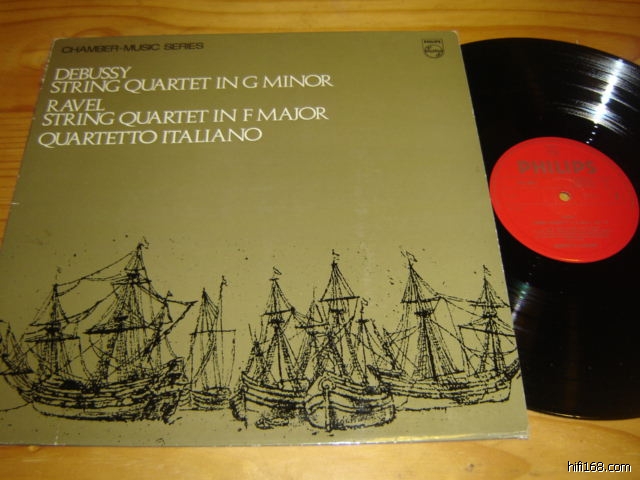 CHAMBER-MUSIC SERIES
PHILIPS
DEBUSSY
STRING QUARTET IN G MINOR
RAVEL
STRING QUARTET IN F MAJOR
QUARTETTO ITALIANO
PHILIPS
hifi168.com